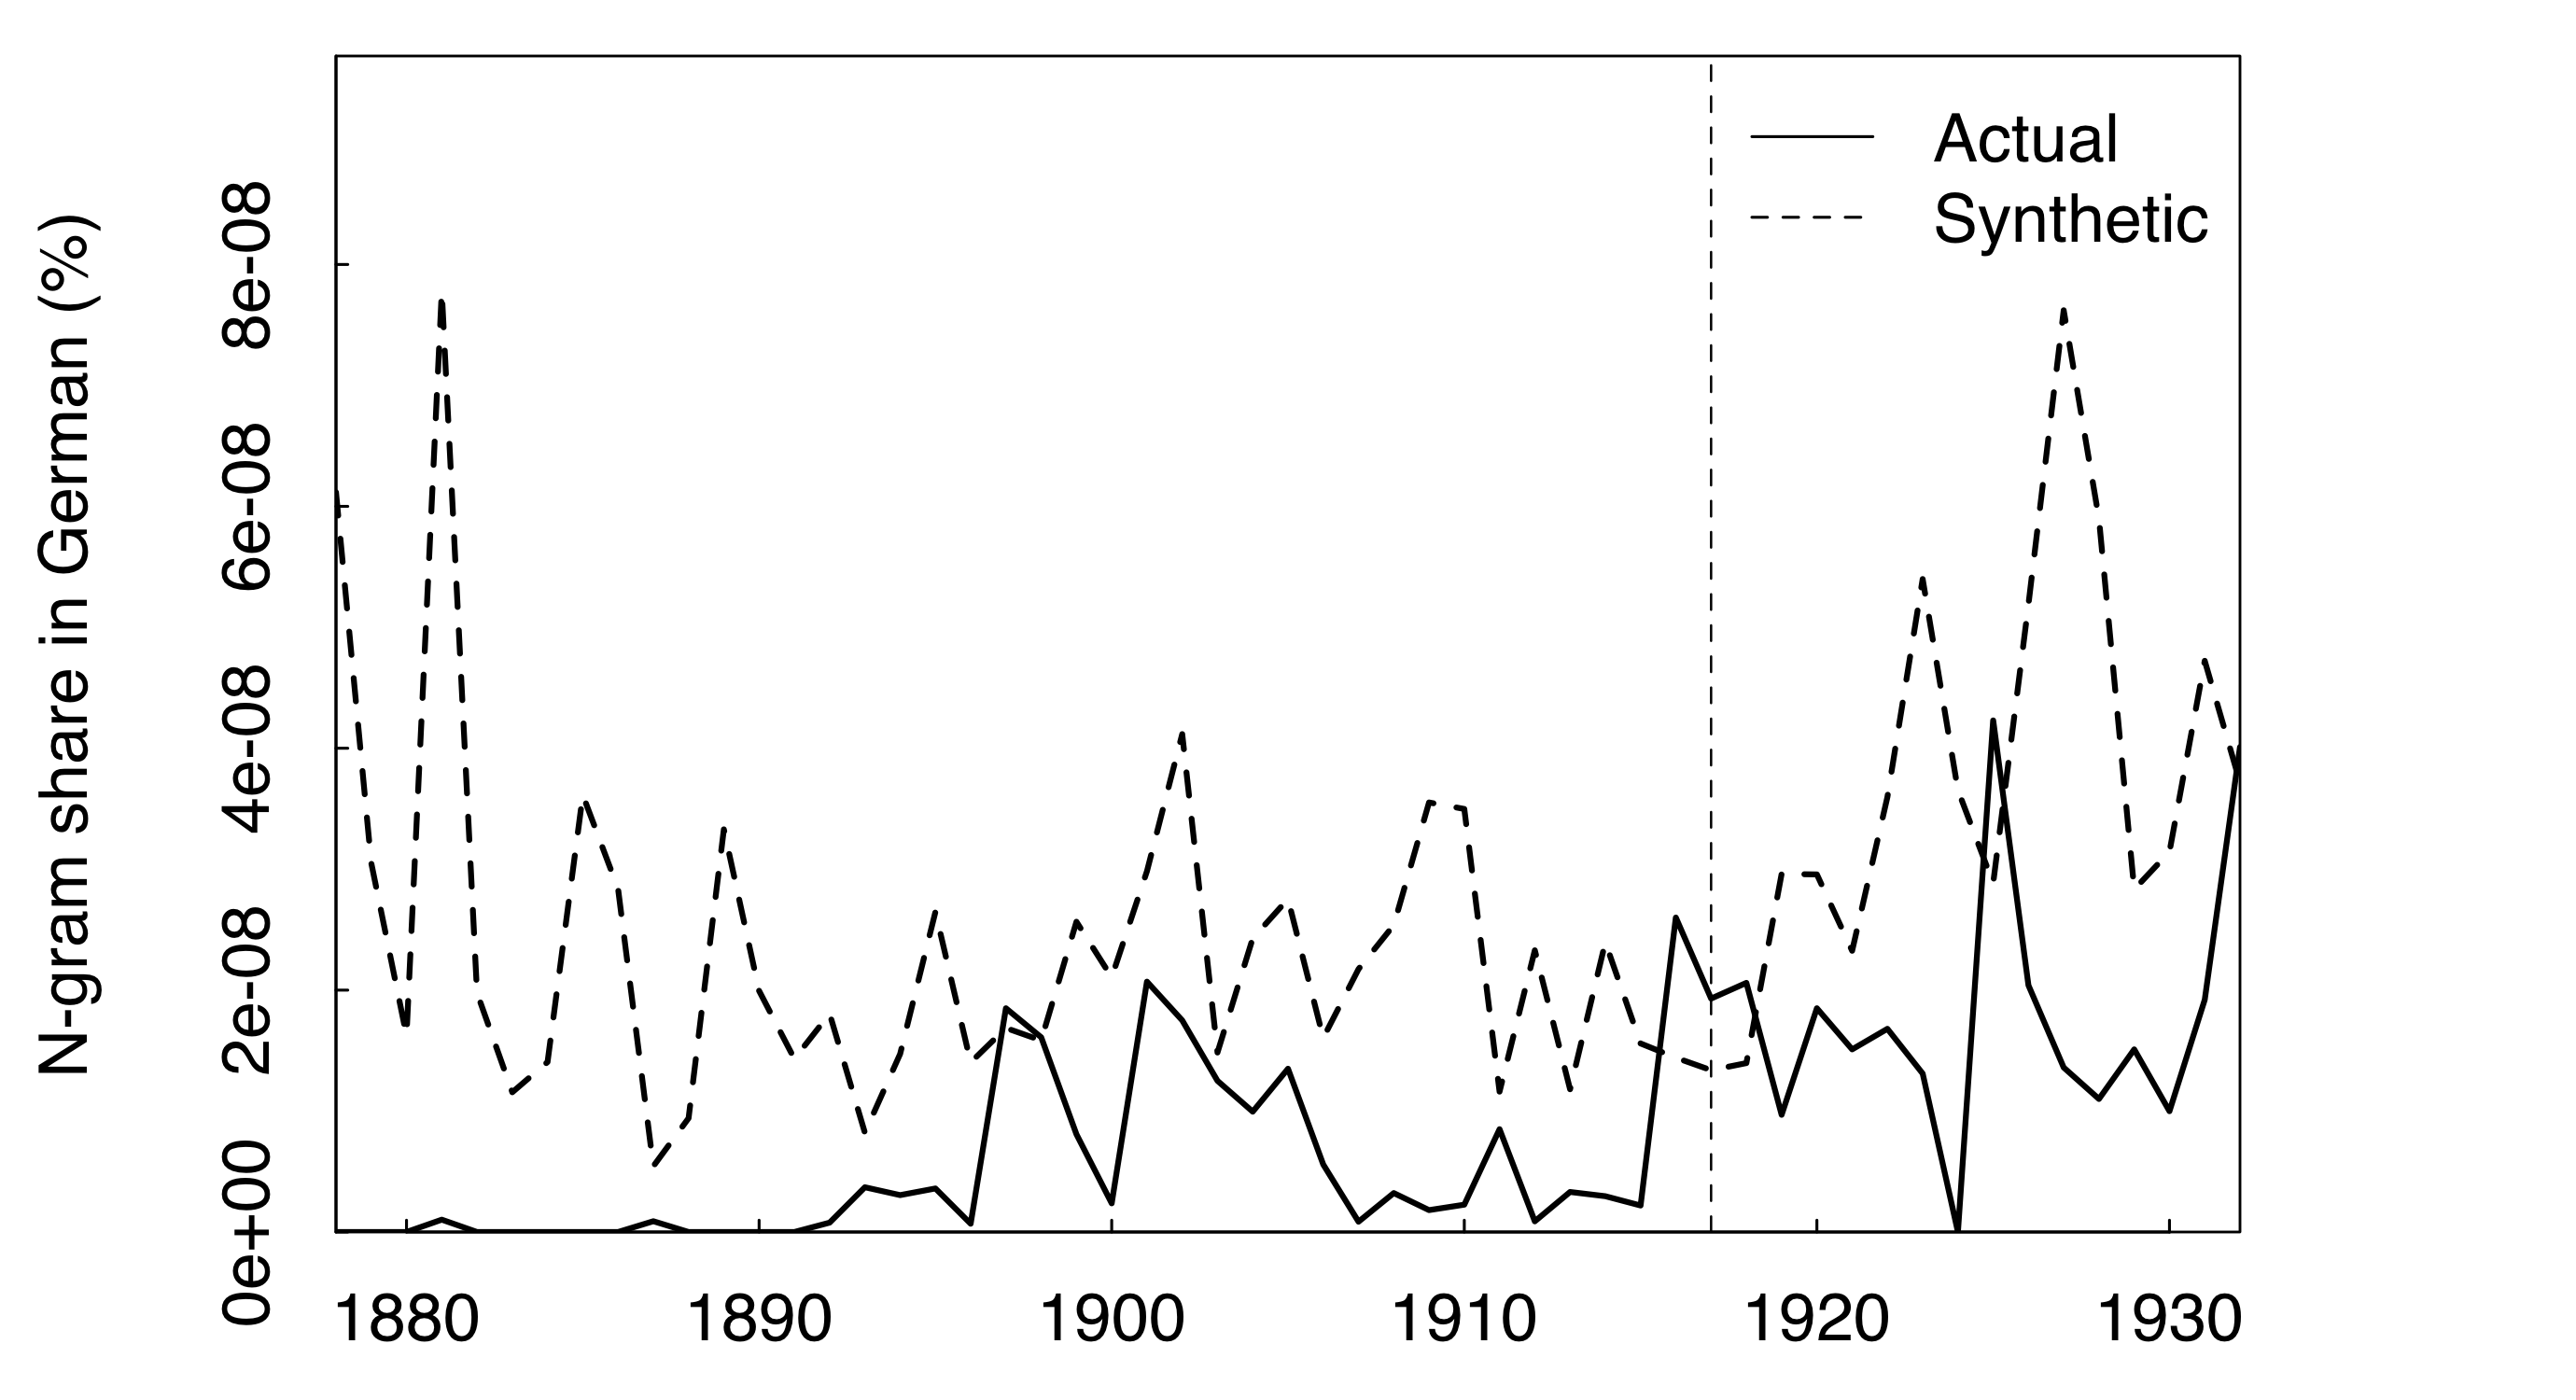 N-gram share in German (%)
8e-08
6e-08
4e-08
2e-08
0e+00
Actual
Synthetic
1880 1890 1900 1910 1920 1930